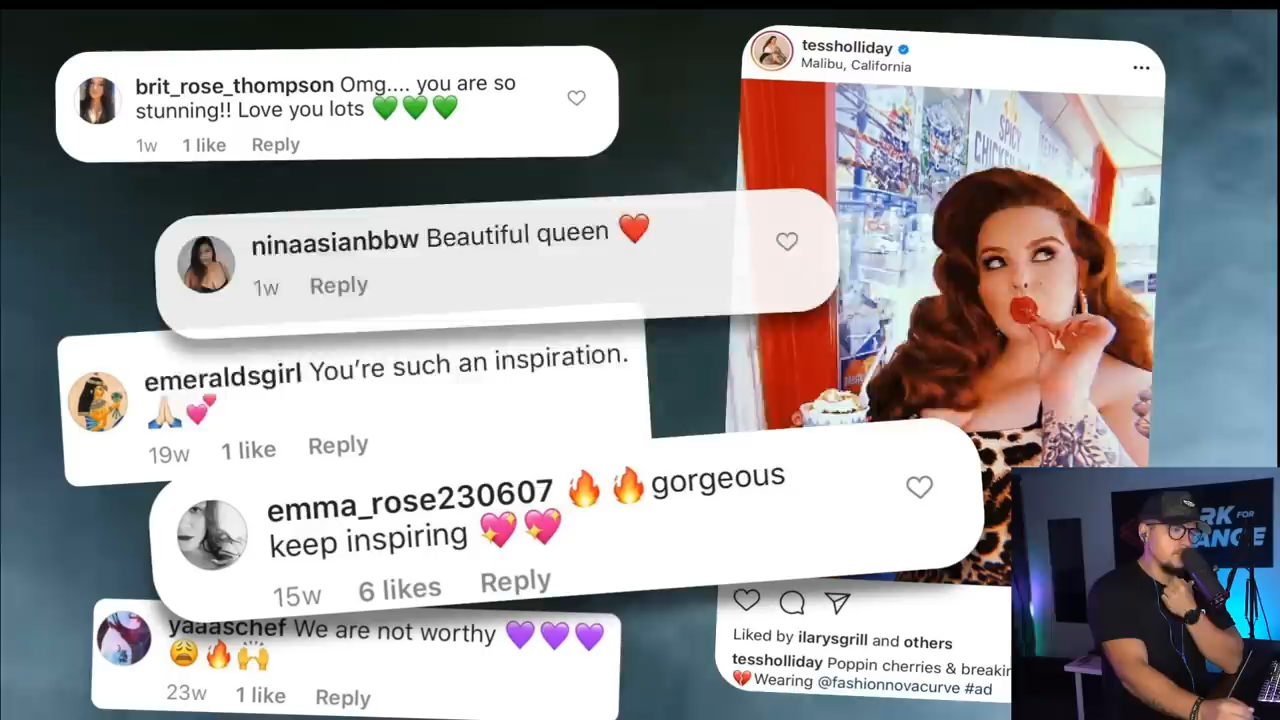 brit_rose_thompson Omg.... you are so
stunning!! Love you lots 💚💚💚
1w 1 like Reply
ninaasianbbw Beautiful queen ❤️
1w Reply
emeraldsgirl You're such an inspiration.
🙏🏻💕
19w 1 like Reply
emma_rose230607 🔥🔥gorgeous
keep inspiring 💖💖
15w 6 likes Reply
yaaaschef We are not worthy 💜💜💜
😩🔥🙌
23w 1 like Reply
tessholliday
Malibu, California
SPICY
Liked by ilarysgrill and others
tessholliday Poppin cherries & breakin
💔Wearing @fashionnovacurve #ad
RK FOR
ANGE